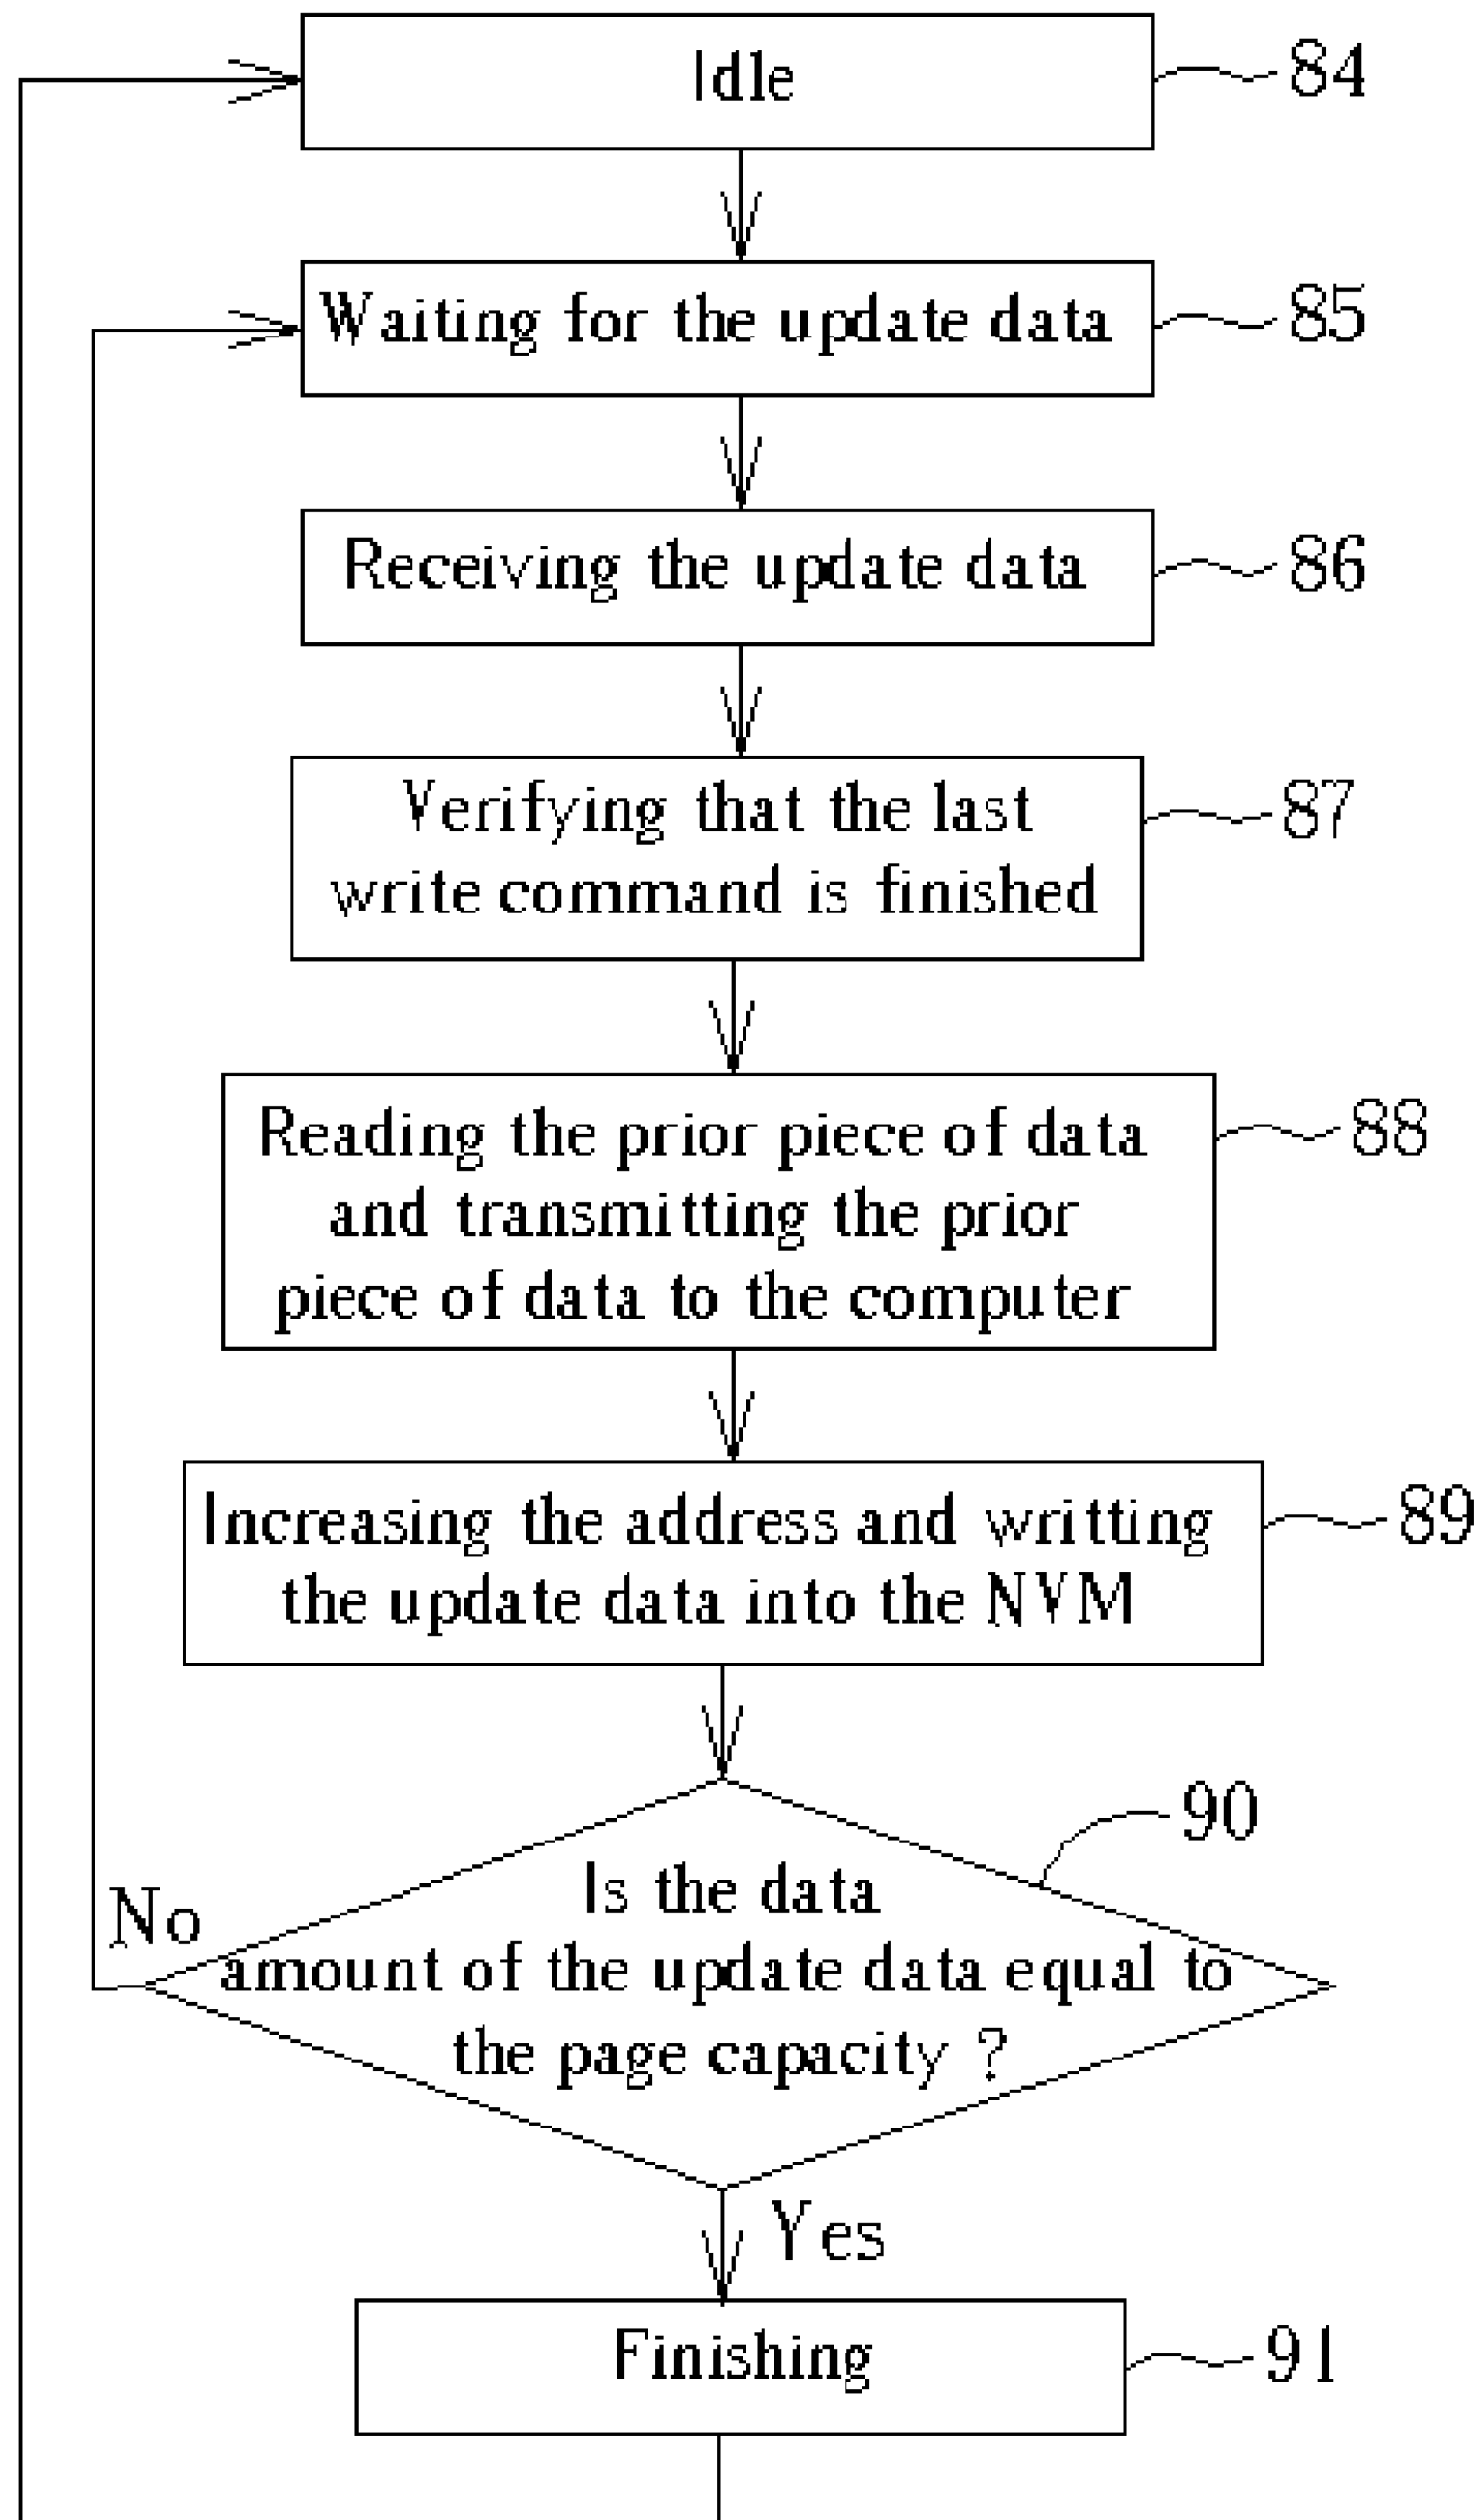 Idle
84
Waiting for the update data
85
Receiving the update data
86
Verifying that the last
write command is finished
87
Reading the prior piece of data
and transmitting the prior
piece of data to the computer
88
Increasing the address and writting
the update data into the NVM
89
90
Is the data
amount of the update data equal to
the page capacity ?
No
Yes
Finishing
91